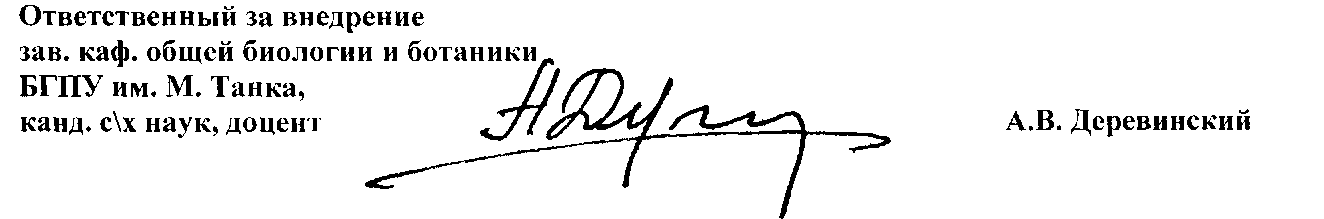 Ответственный за внедрение
зав. каф. общей биологии и ботаники
БГПУ им. М. Танка,
канд. с\х наук, доцент А.В. Деревинский